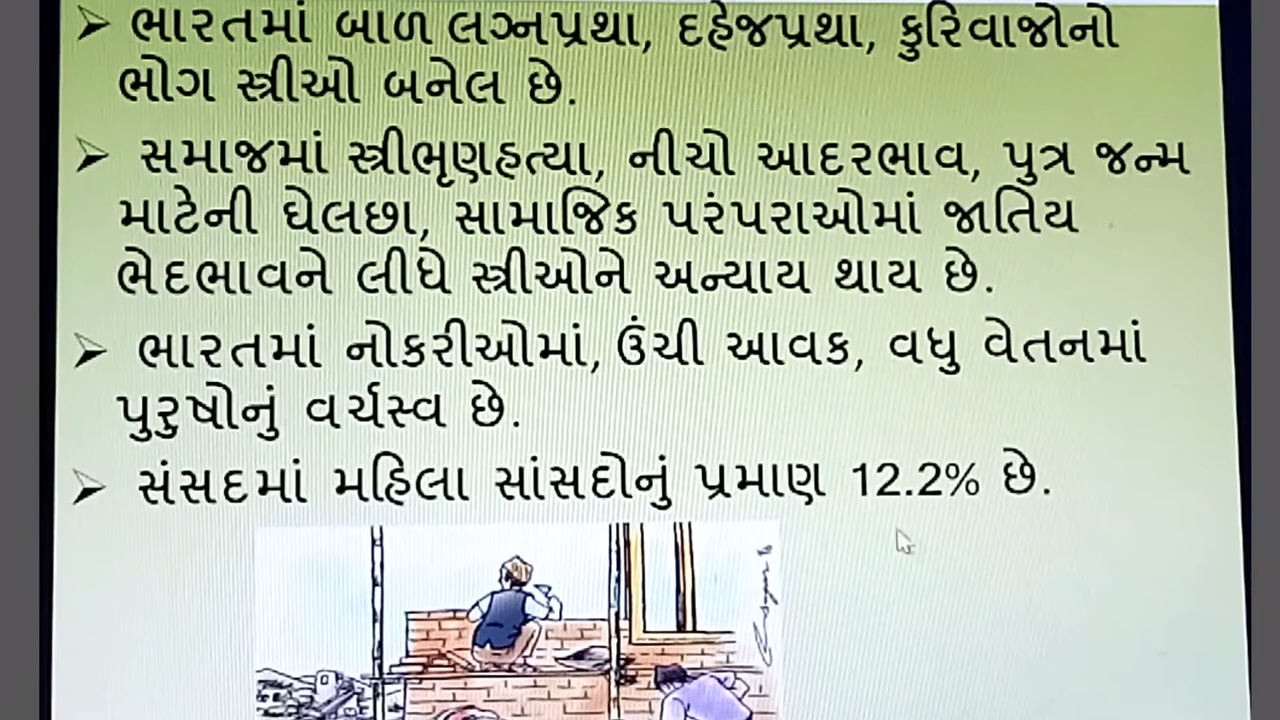 ➢ ભારતમાં બાળ લગ્નપ્રથા, દહેજપ્રથા, કુરિવાજોનો
ભોગ સ્ત્રીઓ બનેલ છે.
➢ સમાજમાં સ્ત્રીભૃણહત્યા, નીચો આદરભાવ, પુત્ર જન્મ
માટેની ઘેલછા, સામાજિક પરંપરાઓમાં જાતિય
ભેદભાવને લીધે સ્ત્રીઓને અન્યાય થાય છે.
➢ ભારતમાં નોકરીઓમાં, ઉંચી આવક, વધુ વેતનમાં
પુરુષોનું વર્ચસ્વ છે.
➢ સંસદમાં મહિલા સાંસદોનું પ્રમાણ 12.2% છે.